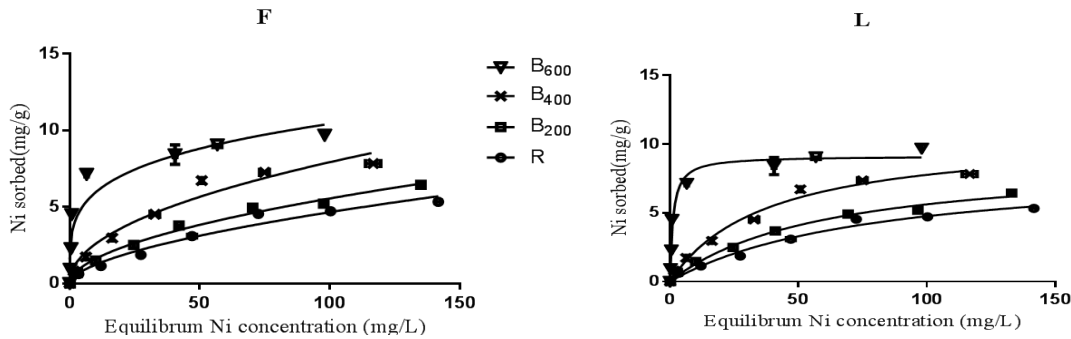 F
15
10
5
0
0
50
100
150
Ni sorbed(mg/g)
Equilibrum Ni concentration (mg/L)
B600
B400
B200
R
L
15
10
5
0
0
50
100
150
Ni sorbed(mg/g)
Equilibrum Ni concentration (mg/L)